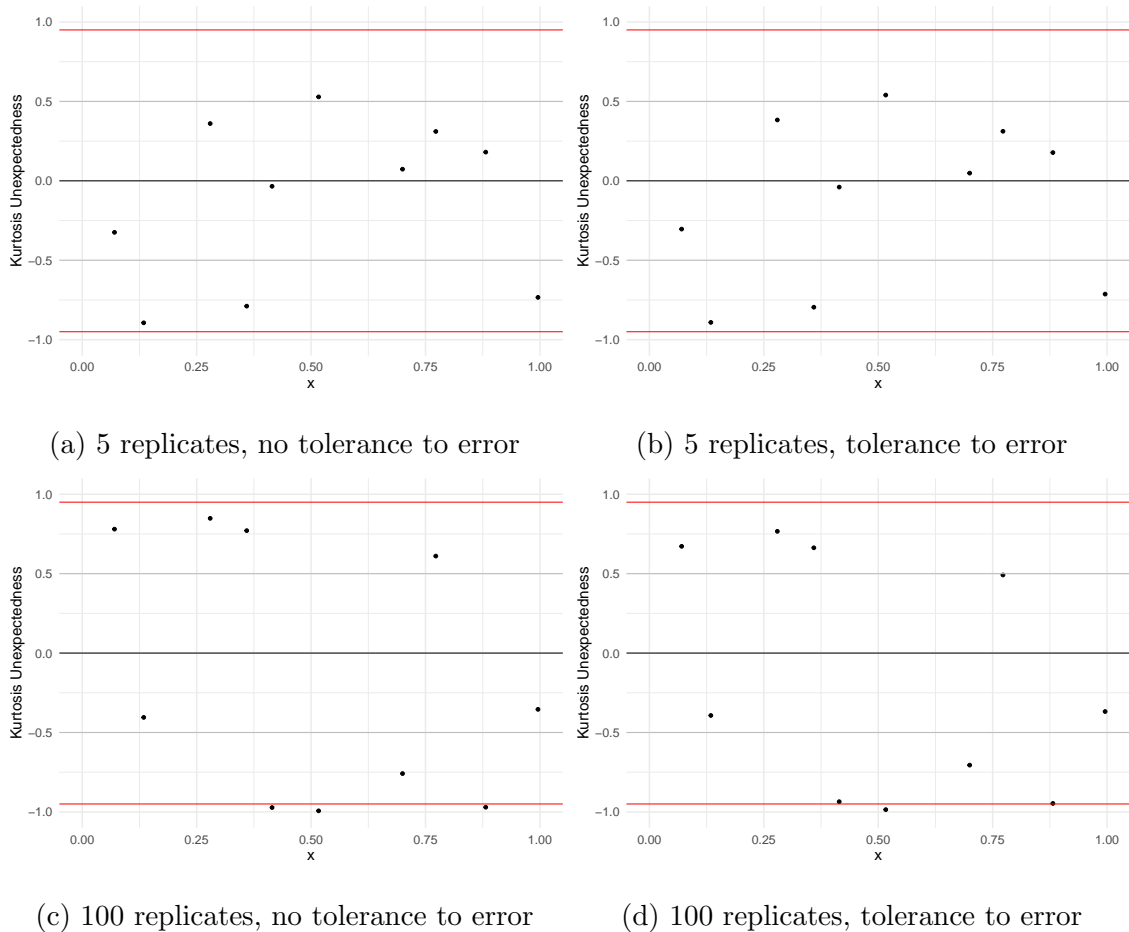 1.0
0.5
0.0
−0.5
−1.0
Kurtosis Unexpectedness
0.00 0.25 0.50 0.75 1.00
x
(a) 5 replicates, no tolerance to error
1.0
0.5
0.0
−0.5
−1.0
Kurtosis Unexpectedness
0.00 0.25 0.50 0.75 1.00
x
(b) 5 replicates, tolerance to error
1.0
0.5
0.0
−0.5
−1.0
Kurtosis Unexpectedness
0.00 0.25 0.50 0.75 1.00
x
(c) 100 replicates, no tolerance to error
1.0
0.5
0.0
−0.5
−1.0
Kurtosis Unexpectedness
0.00 0.25 0.50 0.75 1.00
x
(d) 100 replicates, tolerance to error